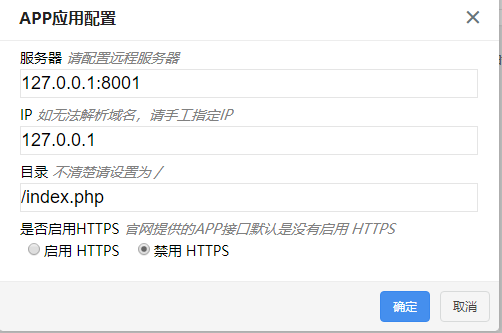 APP应用配置
服务器 请配置远程服务器
127.0.0.1:8001
IP 如无法解析域名，请手工指定IP
127.0.0.1
目录 不清楚请设置为 /
/index.php
是否启用HTTPS 官网提供的APP接口默认是没有启用 HTTPS
启用 HTTPS 禁用 HTTPS
确定 取消